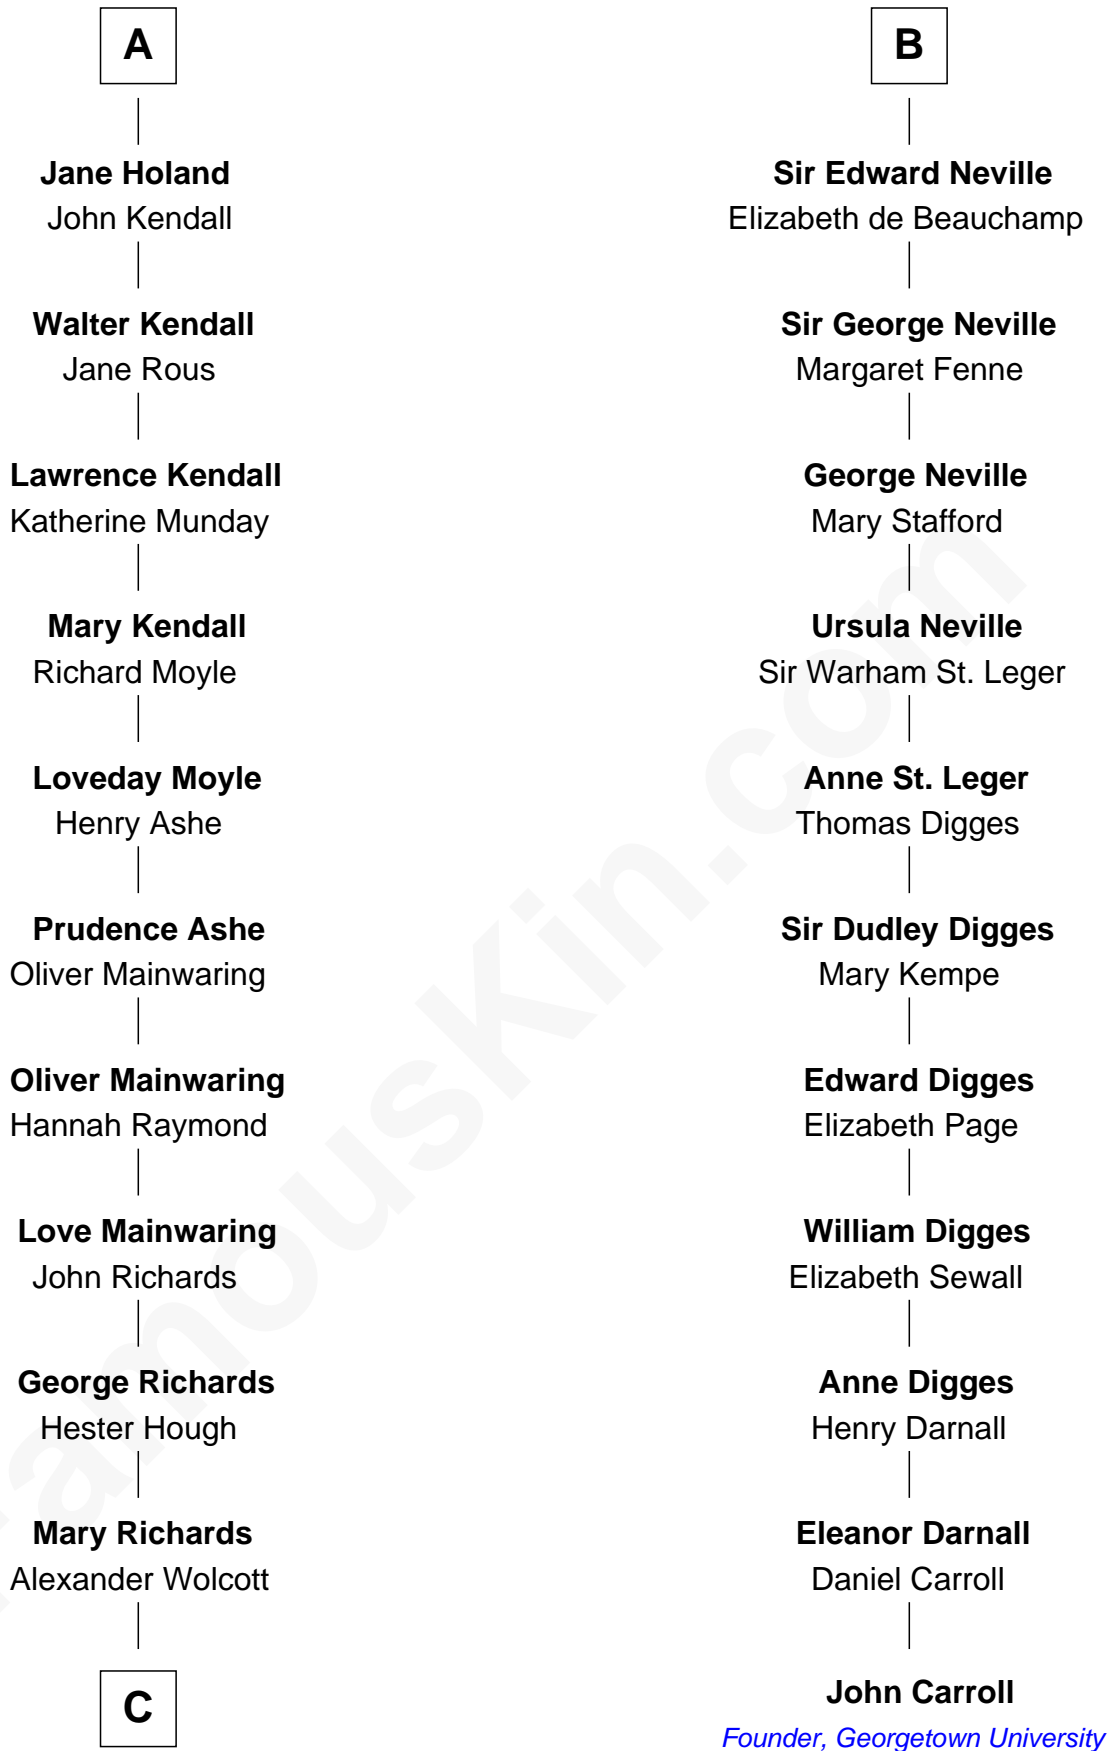 A
Jane Holand
John Kendall
Walter Kendall
Jane Rous
Lawrence Kendall
Katherine Munday
Mary Kendall
Richard Moyle
Loveday Moyle
Henry Ashe
Prudence Ashe
Oliver Mainwaring
Oliver Mainwaring
Hannah Raymond
Love Mainwaring
John Richards
George Richards
Hester Hough
Mary Richards
Alexander Wolcott
C
B
Sir Edward Neville
Elizabeth de Beauchamp
Sir George Neville
Margaret Fenne
George Neville
Mary Stafford
Ursula Neville
Sir Warham St. Leger
Anne St. Leger
Thomas Digges
Sir Dudley Digges
Mary Kempe
Edward Digges
Elizabeth Page
William Digges
Elizabeth Sewall
Anne Digges
Henry Darnall
Eleanor Darnall
Daniel Carroll
John Carroll
Founder, Georgetown University
FamousKin.com